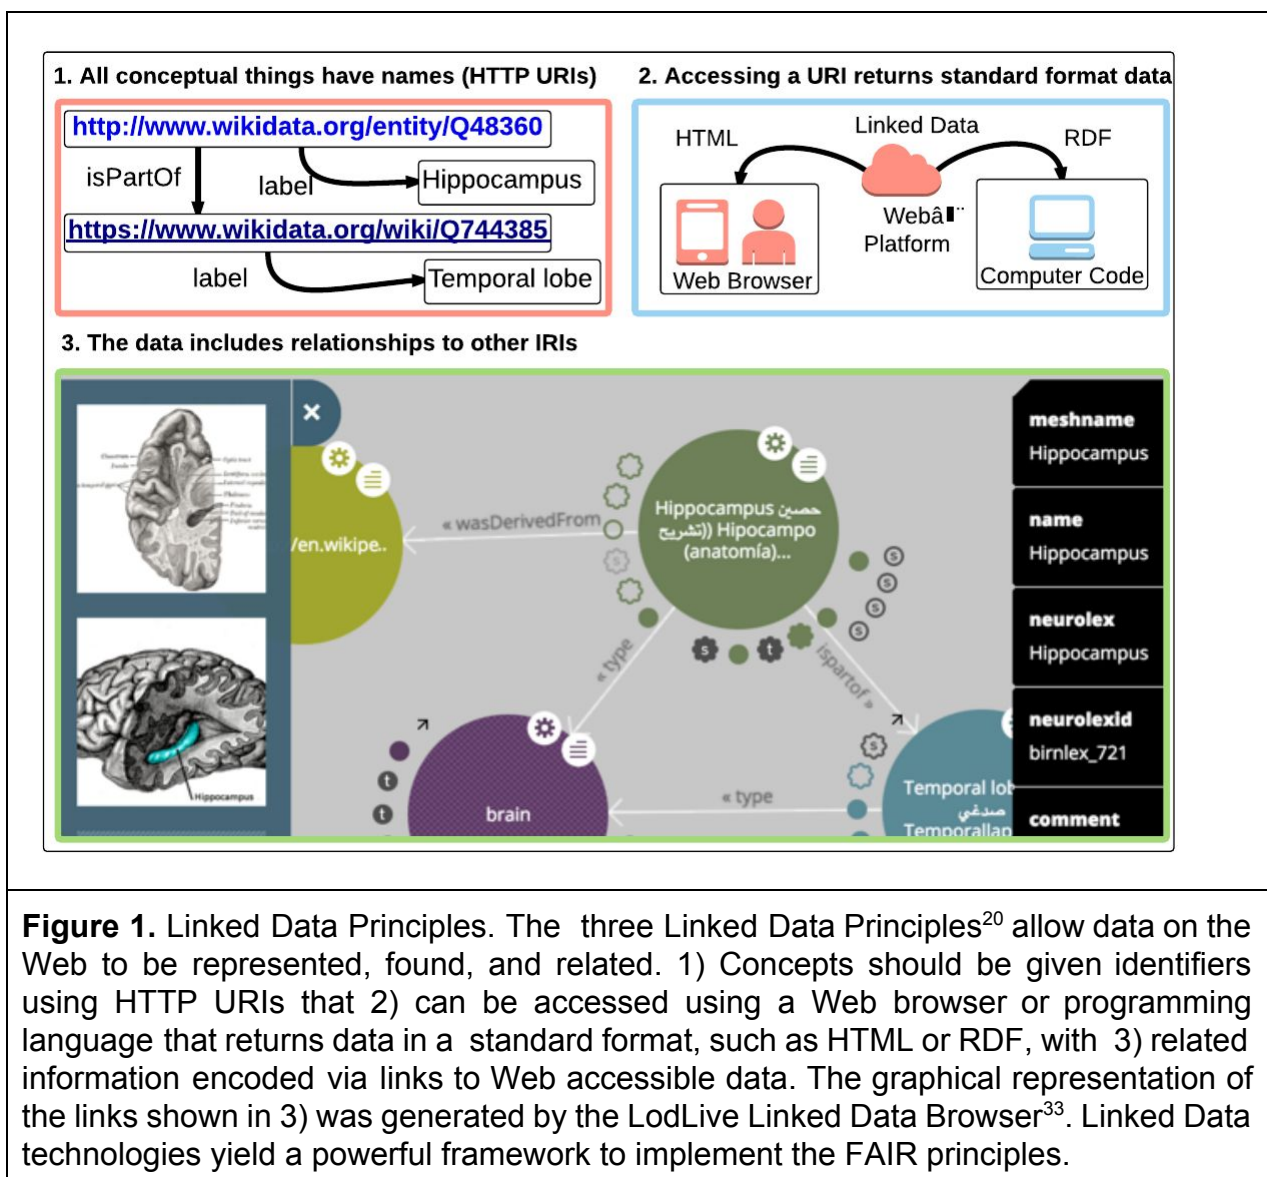 1. All conceptual things have names (HTTP URIs)
http://www.wikidata.org/entity/Q48360
isPartOf
label
Hippocampus
https://www.wikidata.org/wiki/Q744385
label
Temporal lobe
2. Accessing a URI returns standard format data
HTML
Linked Data
RDF
Webâ
Platform
Web Browser
Computer Code
3. The data includes relationships to other IRIs
Hippocampus
/en.wikipe..
« wasDerivedFrom
Hippocampus حصين
تشريح)) Hipocampo
(anatomía)...
« type
ispartof »
brain
« type
Temporal lob
صدغي
Temporallap
meshname
Hippocampus
name
Hippocampus
neurolex
Hippocampus
neurolexid
birnlex_721
comment
Figure 1. Linked Data Principles. The three Linked Data Principles20 allow data on the
Web to be represented, found, and related. 1) Concepts should be given identifiers
using HTTP URIs that 2) can be accessed using a Web browser or programming
language that returns data in a standard format, such as HTML or RDF, with 3) related
information encoded via links to Web accessible data. The graphical representation of
the links shown in 3) was generated by the LodLive Linked Data Browser33. Linked Data
technologies yield a powerful framework to implement the FAIR principles.